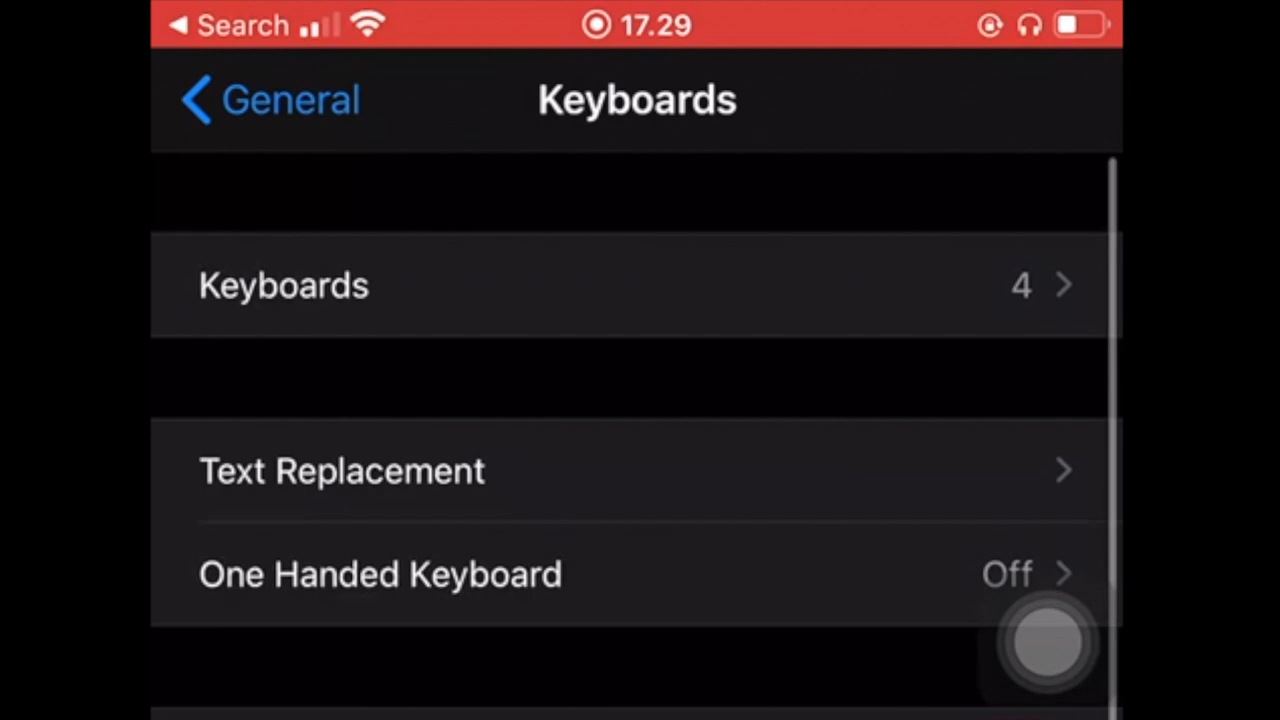 Search 17.29
General Keyboards
Keyboards 4
Text Replacement
One Handed Keyboard Off